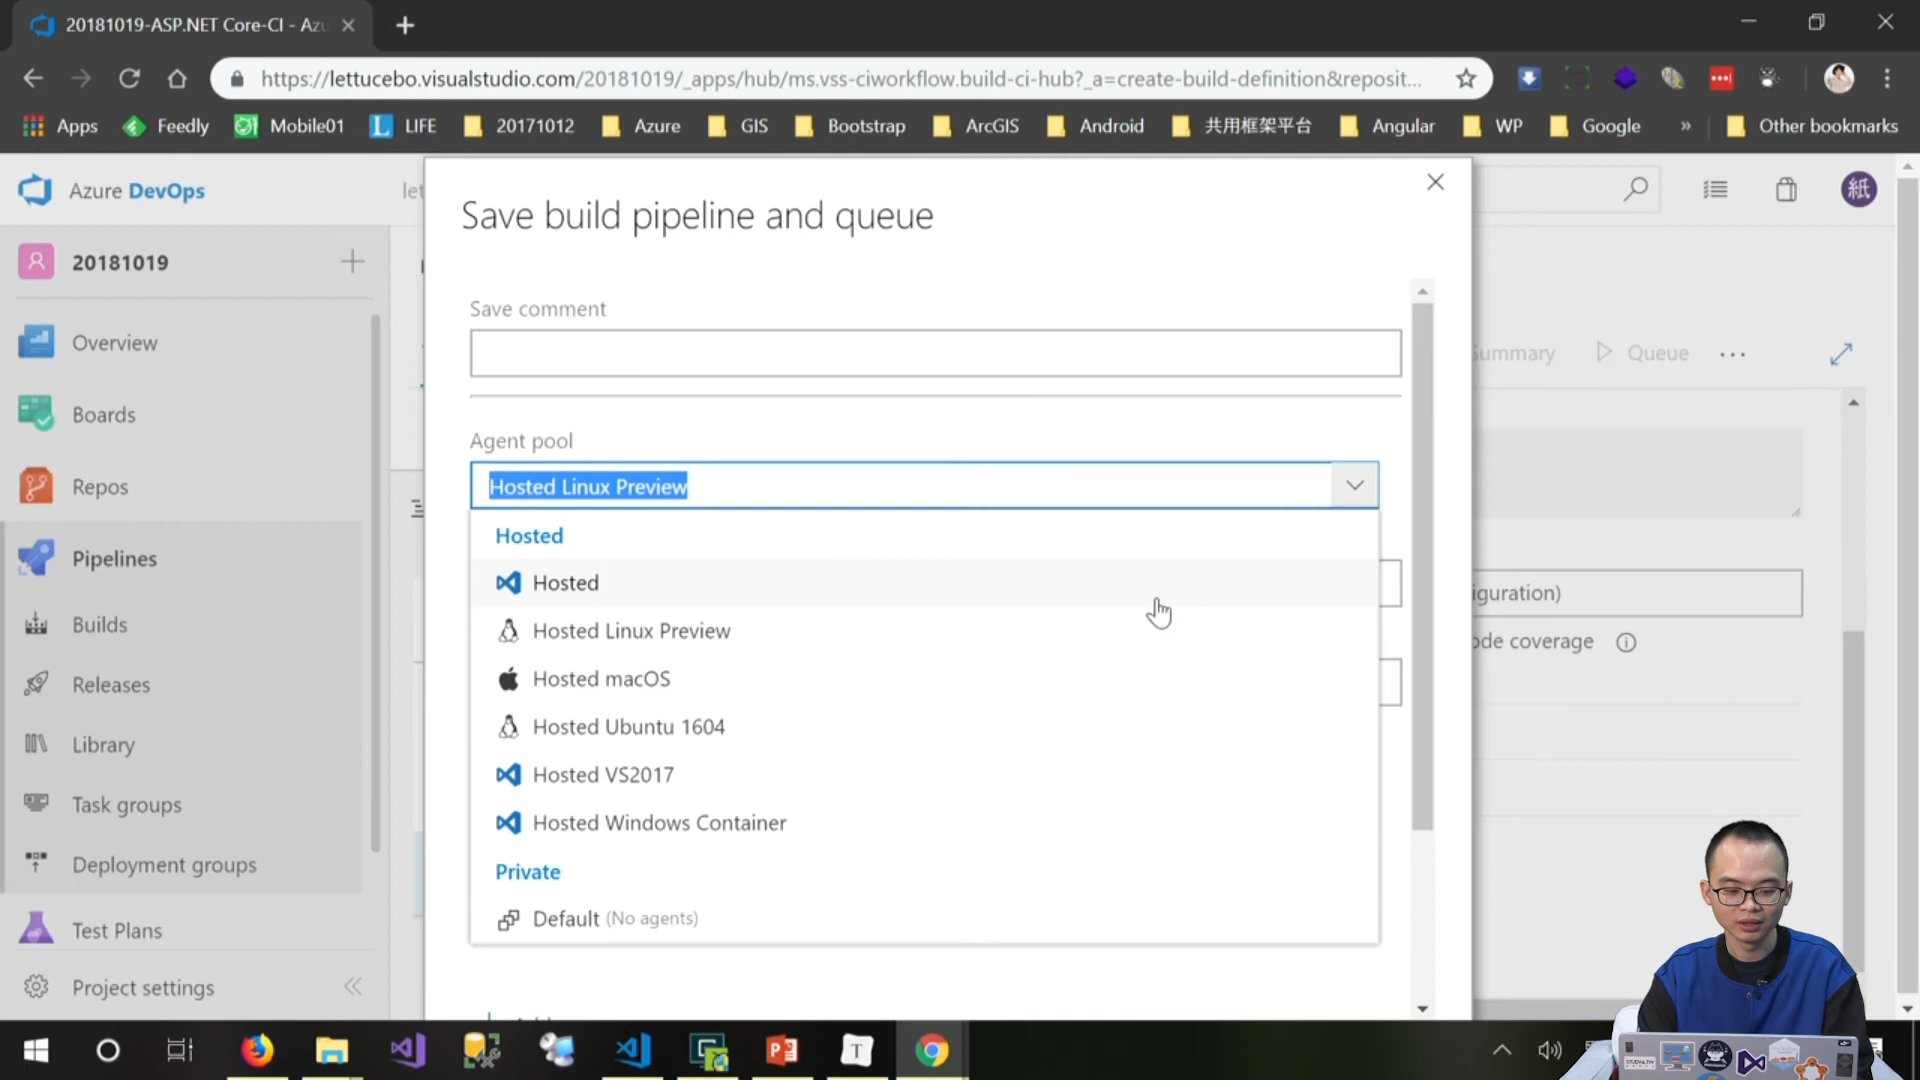 20181019-ASP.NET Core-CI - Azu
https://lettucebo.visualstudio.com/20181019/_apps/hub/ms.vss-ciworkflow.build-ci-hub?_a=create-build-definition&reposit...
Apps
Feedly
Mobile01
LIFE
20171012
Azure
GIS
Bootstrap
ArcGIS
Android
共用框架平台
Angular
WP
Google
»
Other bookmarks
Azure DevOps
let
紙
20181019
Overview
Boards
Repos
Pipelines
Builds
Releases
Library
Task groups
Deployment groups
Test Plans
Project settings
Save build pipeline and queue
Save comment
Agent pool
Hosted Linux Preview
Hosted
Hosted
Hosted Linux Preview
Hosted macOS
Hosted Ubuntu 1604
Hosted VS2017
Hosted Windows Container
Private
Default (No agents)
Summary
Queue
...
iguration)
ode coverage